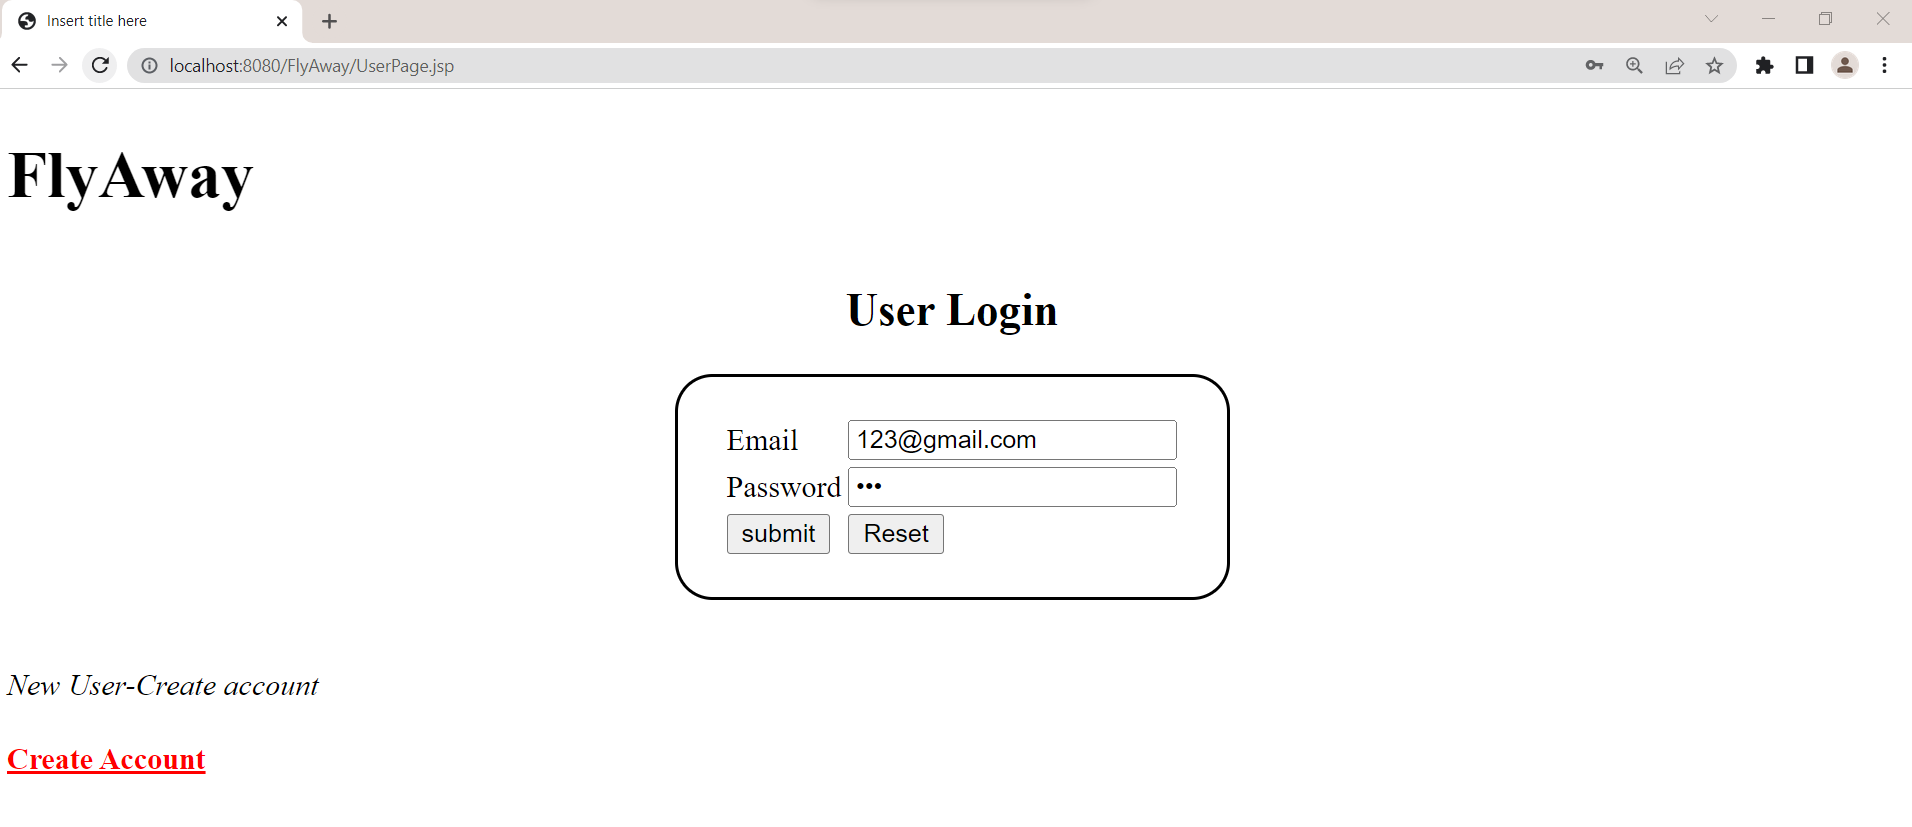 Insert title here
localhost:8080/FlyAway/UserPage.jsp
FlyAway
User Login
Email 123@gmail.com
Password •••
submit Reset
New User-Create account
Create Account